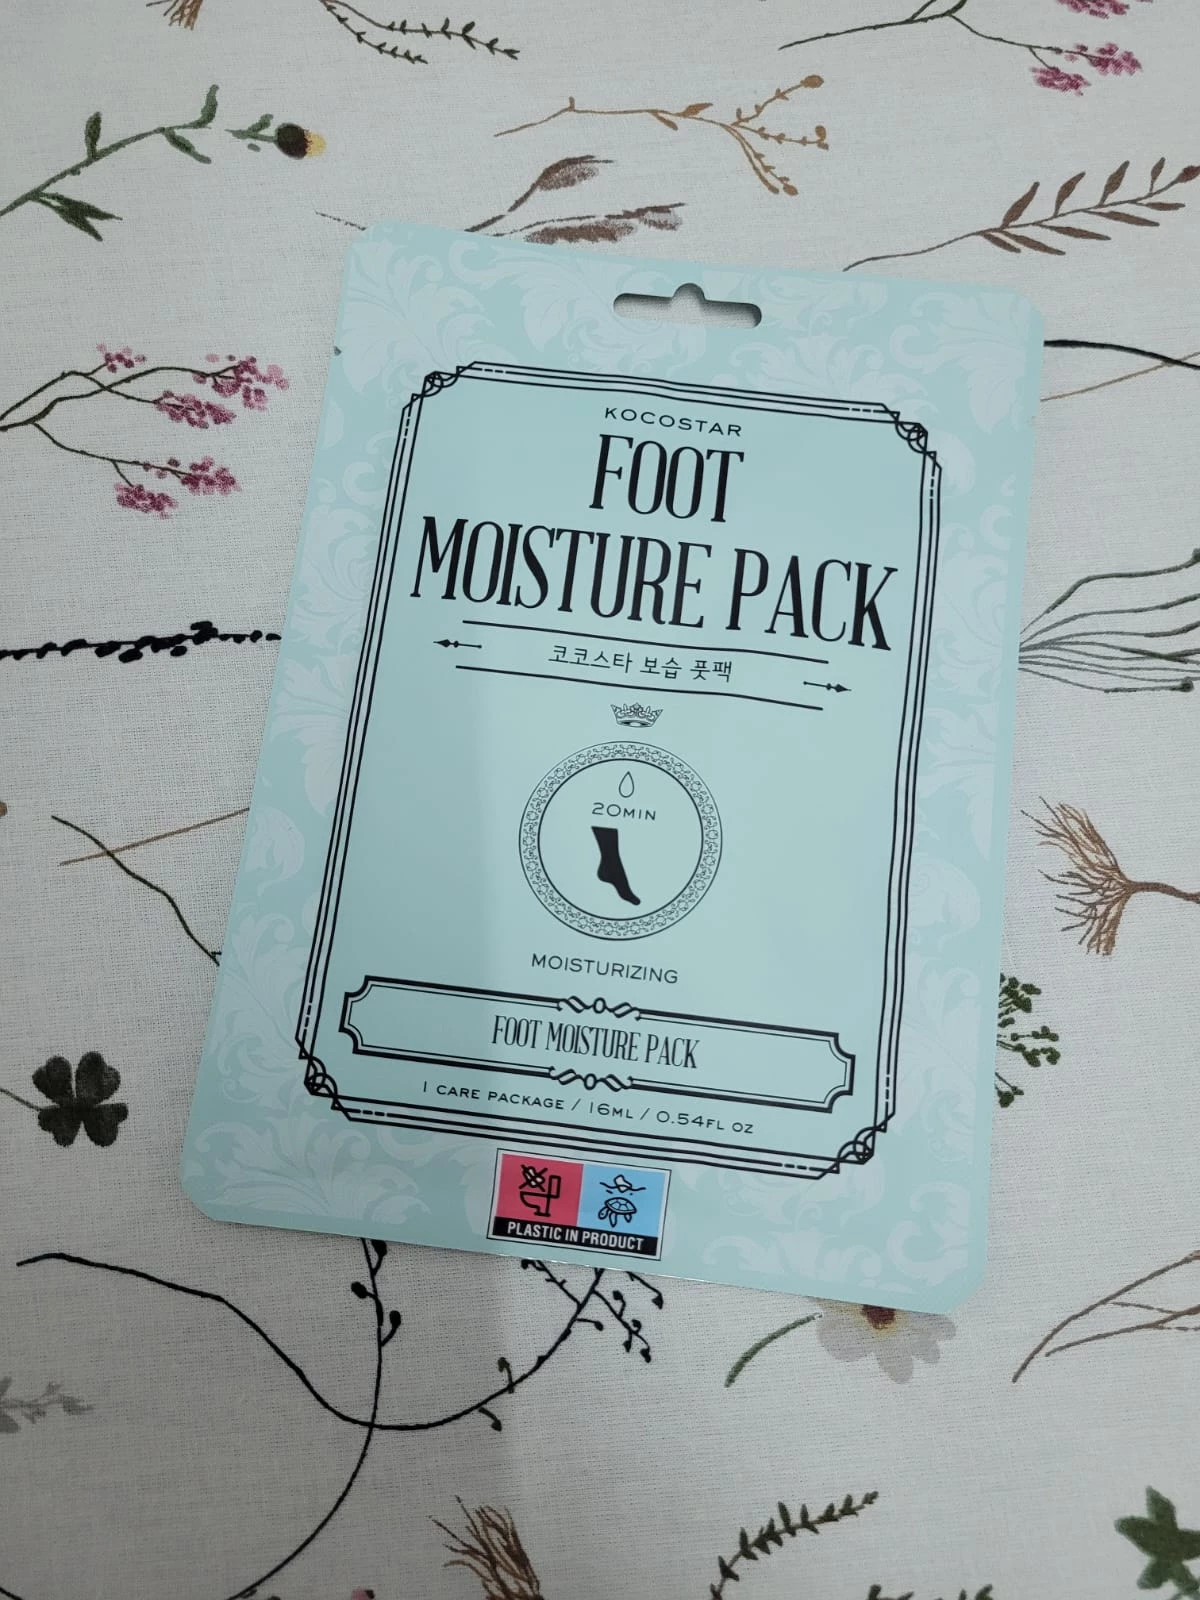 KOCOSTAR
FOOT
MOISTURE PACK
코코스타 보습 풋팩
20MIN
MOISTURIZING
FOOT MOISTURE PACK
1 CARE PACKAGE / 16ML / 0.54FL OZ
PLASTIC IN PRODUCT